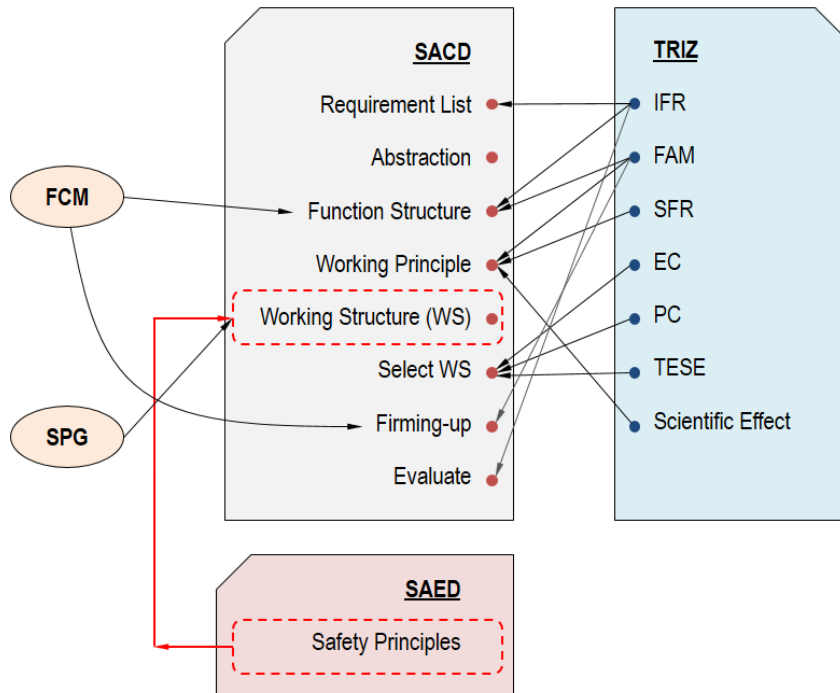 SACD
Requirement List
Abstraction
Function Structure
Working Principle
Working Structure (WS)
Select WS
Firming-up
Evaluate
TRIZ
IFR
FAM
SFR
EC
PC
TESE
Scientific Effect
FCM
SPG
SAED
Safety Principles